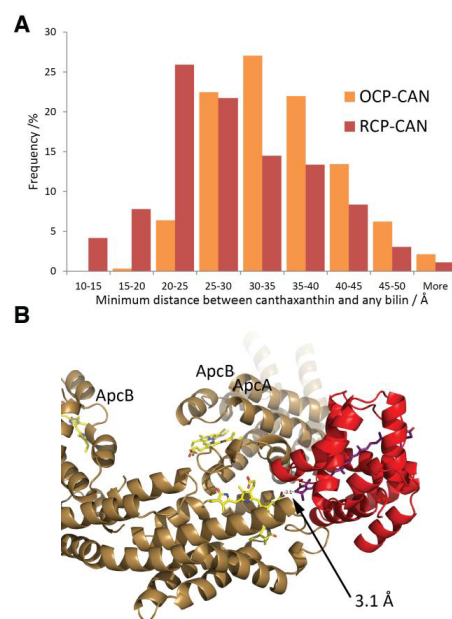 A
Frequency /%
30
25
20
15
10
5
0
OCP-CAN
RCP-CAN
10-15 15-20 20-25 25-30 30-35 35-40 40-45 45-50 More
Minimum distance between canthaxanthin and any bilin / Å
B
ApcB
ApcB
ApcA
3.1 Å